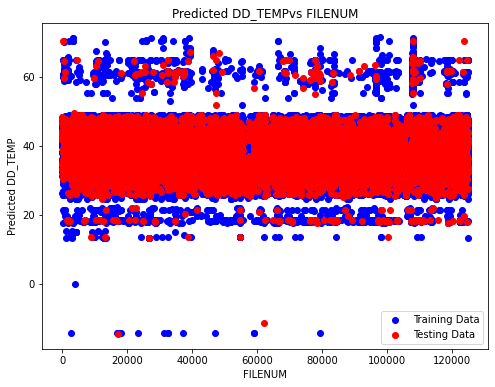 Predicted DD_TEMPvs FILENUM
60
40
20
0
Predicted DD_TEMP
0
20000
40000
60000
80000
100000
120000
FILENUM
Training Data
Testing Data